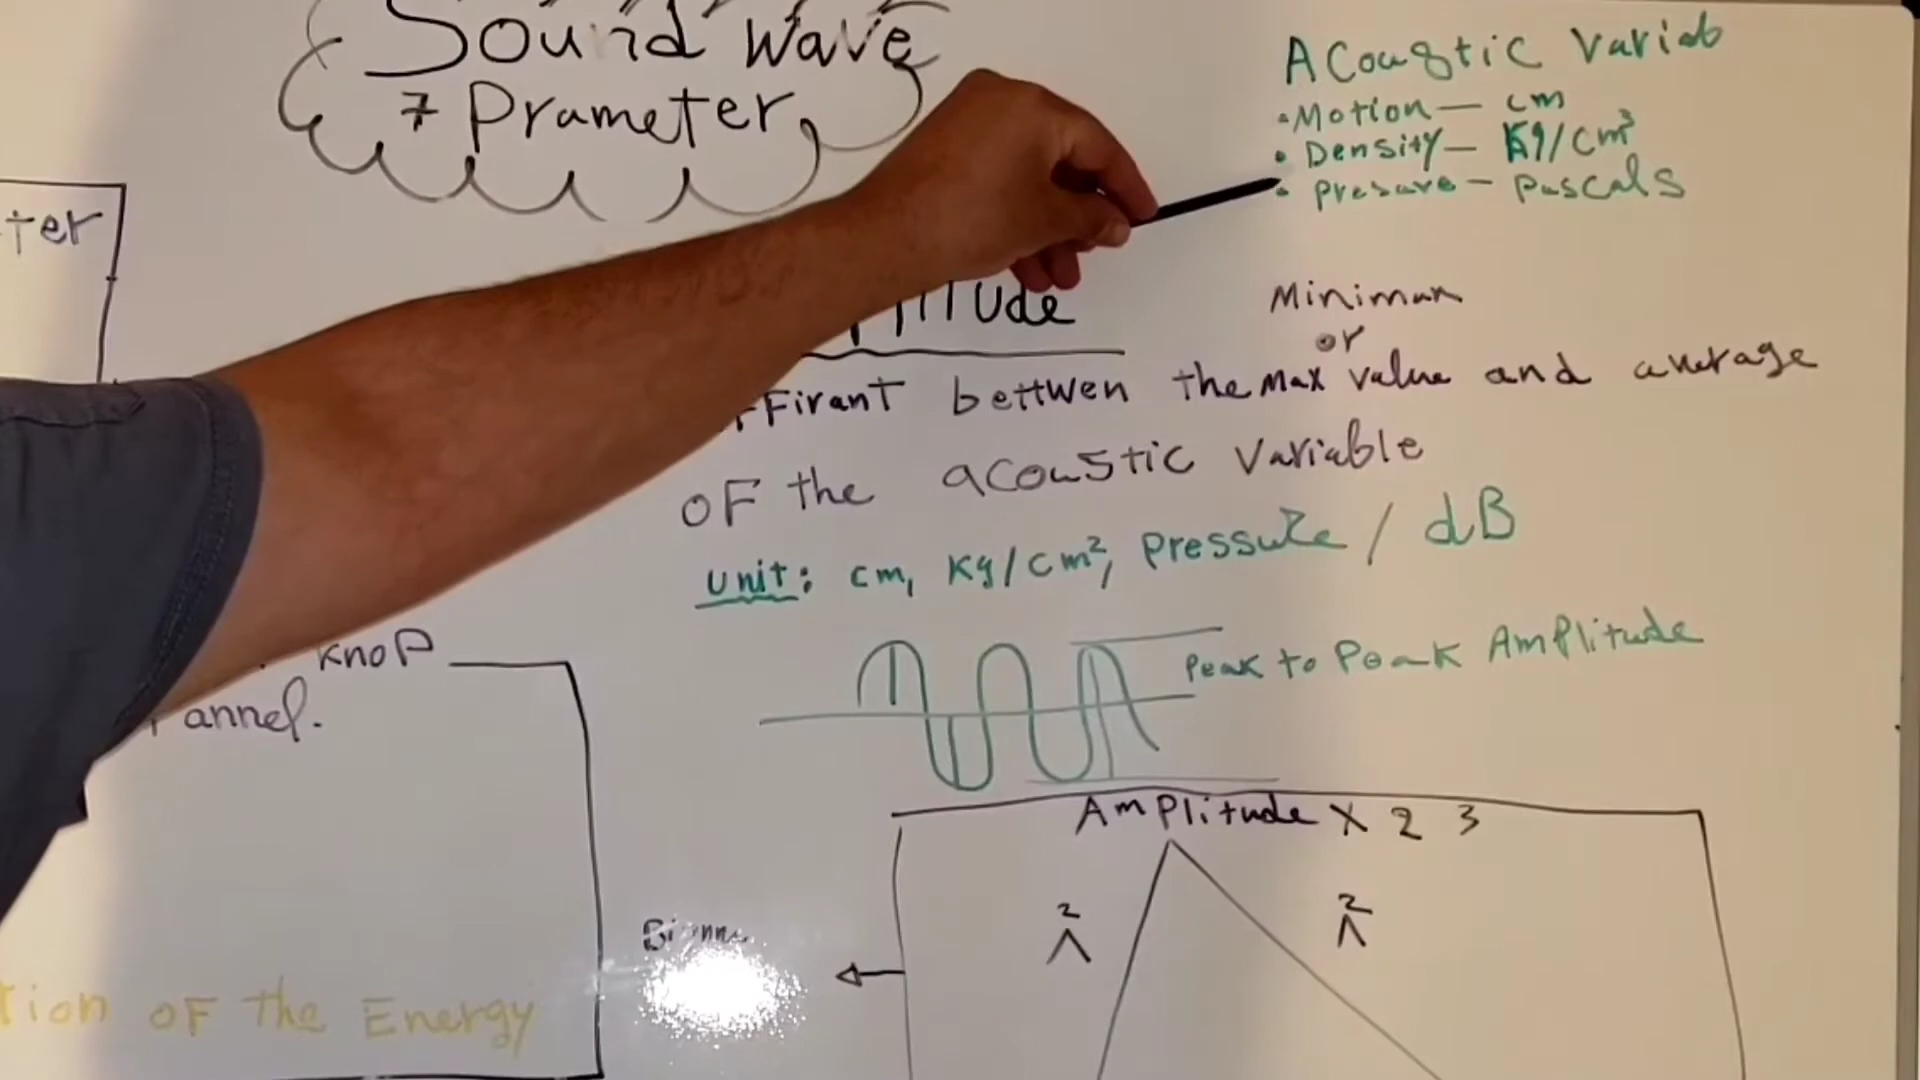 Sound Wave
7 Prameter
Acoustic Variab
• Motion — cm
• Density — Kg/cm³
• Presure — Pascals
ter
litude
Minimum
or
ffirant bettwen the Max value and average
of the acoustic variable
Unit: cm, Kg/cm², Pressure / dB
Peak to Peak Amplitude
Knop
annel.
Amplitude X 2 3
2
2
tion of the Energy